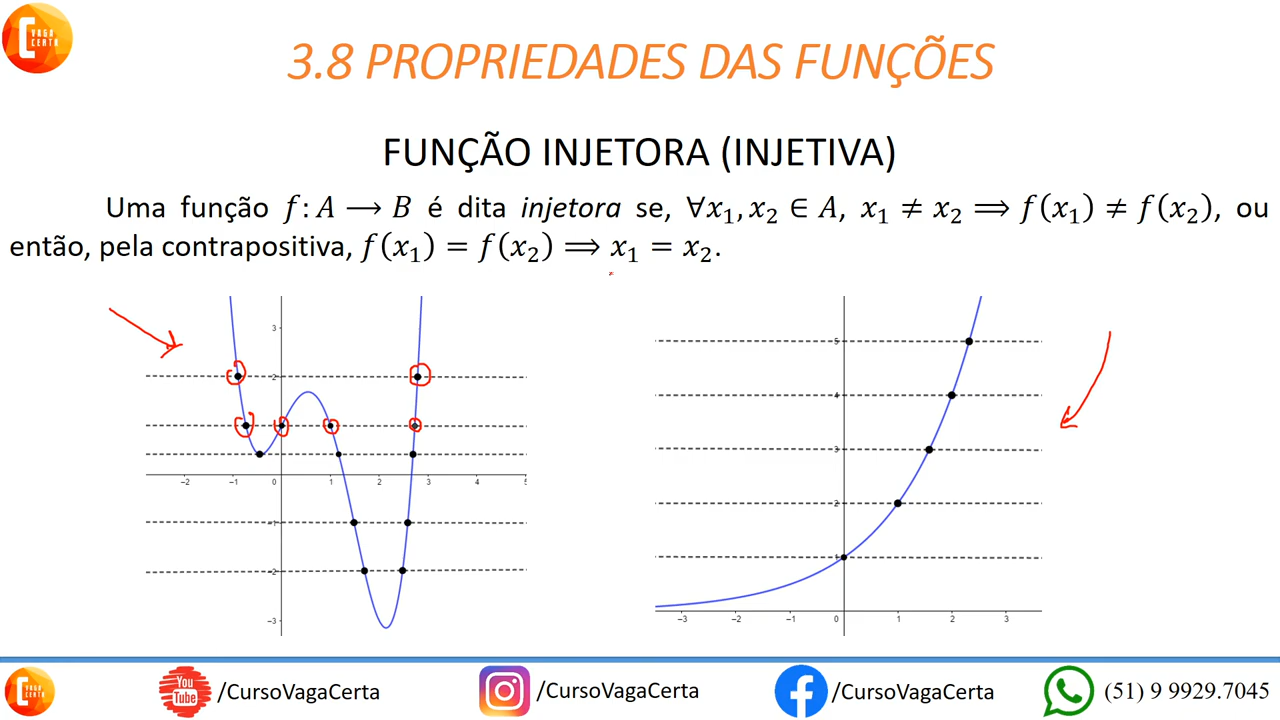 C VAGA CERTA
3.8 PROPRIEDADES DAS FUNÇÕES
FUNÇÃO INJETORA (INJETIVA)
Uma função f: A ⟶ B é dita injetora se, ∀x₁, x₂ ∈ A, x₁ ≠ x₂ ⟹ f(x₁) ≠ f(x₂), ou
então, pela contrapositiva, f(x₁) = f(x₂) ⟹ x₁ = x₂.
3
2
−2 −1 0 1 2 3 4 5
−1
−2
−3
5
4
3
2
1
−3 −2 −1 0 1 2 3
C VAGA CERTA
You Tube /CursoVagaCerta
/CursoVagaCerta
f /CursoVagaCerta
(51) 9 9929.7045